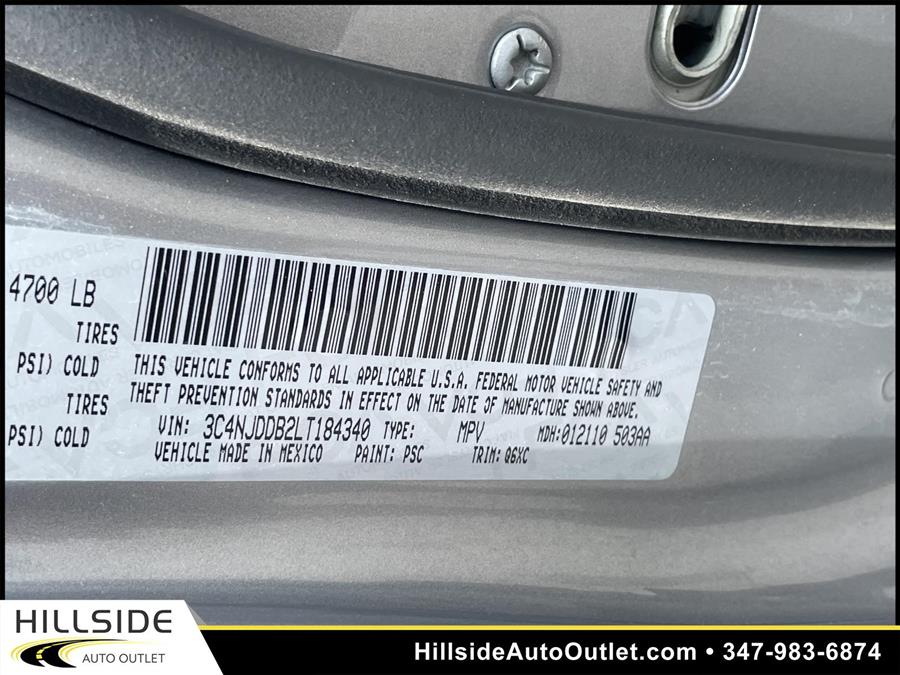 4700 LB
TIRES
PSI) COLD
TIRES
PSI) COLD
THIS VEHICLE CONFORMS TO ALL APPLICABLE U.S.A. FEDERAL MOTOR VEHICLE SAFETY AND
THEFT PREVENTION STANDARDS IN EFFECT ON THE DATE OF MANUFACTURE SHOWN ABOVE.
VIN: 3C4NJDDB2LT184340 TYPE: MPV MDH:012110 503AA
VEHICLE MADE IN MEXICO PAINT: PSC TRIM: Q6XC
HILLSIDE
AUTO OUTLET
HillsideAutoOutlet.com • 347-983-6874